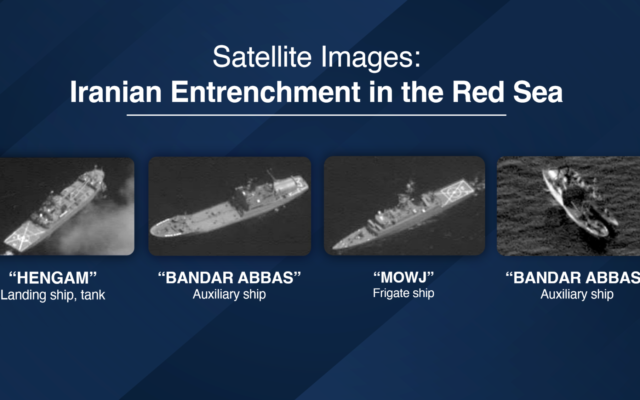 Satellite Images:
Iranian Entrenchment in the Red Sea
“HENGAM”
Landing ship, tank
“BANDAR ABBAS”
Auxiliary ship
“MOWJ”
Frigate ship
“BANDAR ABBAS
Auxiliary ship